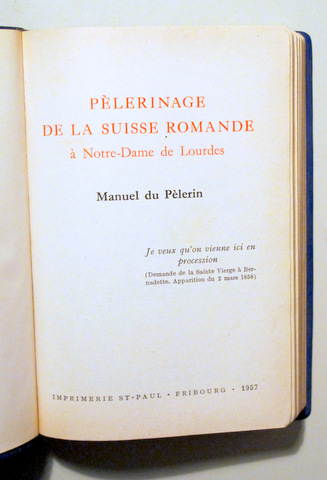 PÈLERINAGE
DE LA SUISSE ROMANDE
à Notre-Dame de Lourdes
Manuel du Pèlerin
Je veux qu'on vienne ici en
procession
(Demande de la Sainte Vierge à Ber-
nadette. Apparition du 2 mars 1858)
IMPRIMERIE ST-PAUL • FRIBOURG • 1957